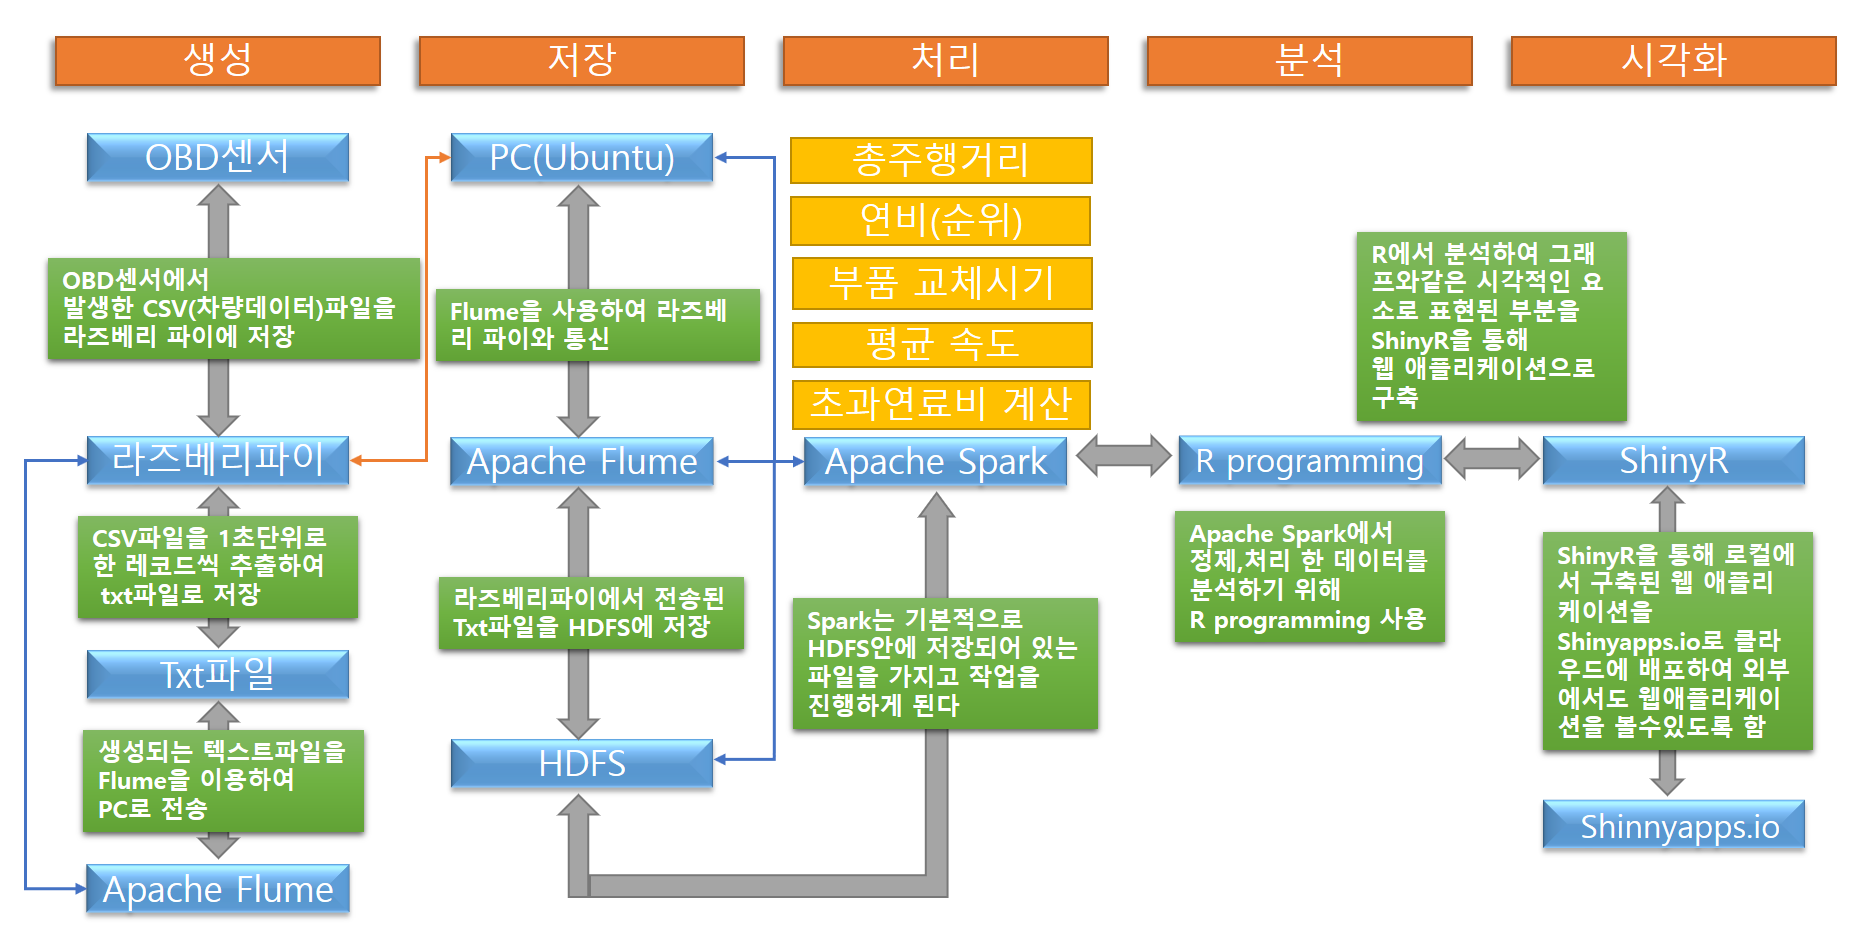 생성
저장
처리
분석
시각화
OBD센서
OBD센서에서
발생한 CSV(차량데이터)파일을
라즈베리 파이에 저장
라즈베리파이
CSV파일을 1초단위로
한 레코드씩 추출하여
txt파일로 저장
Txt파일
생성되는 텍스트파일을
Flume을 이용하여
PC로 전송
Apache Flume
PC(Ubuntu)
Flume을 사용하여 라즈베
리 파이와 통신
Apache Flume
라즈베리파이에서 전송된
Txt파일을 HDFS에 저장
HDFS
총주행거리
연비(순위)
부품 교체시기
평균 속도
초과연료비 계산
Apache Spark
Spark는 기본적으로
HDFS안에 저장되어 있는
파일을 가지고 작업을
진행하게 된다
R programming
Apache Spark에서
정제,처리 한 데이터를
분석하기 위해
R programming 사용
R에서 분석하여 그래
프와같은 시각적인 요
소로 표현된 부분을
ShinyR을 통해
웹 애플리케이션으로
구축
ShinyR
ShinyR을 통해 로컬에
서 구축된 웹 애플리
케이션을
Shinyapps.io로 클라
우드에 배포하여 외부
에서도 웹애플리케이
션을 볼수있도록 함
Shinnyapps.io